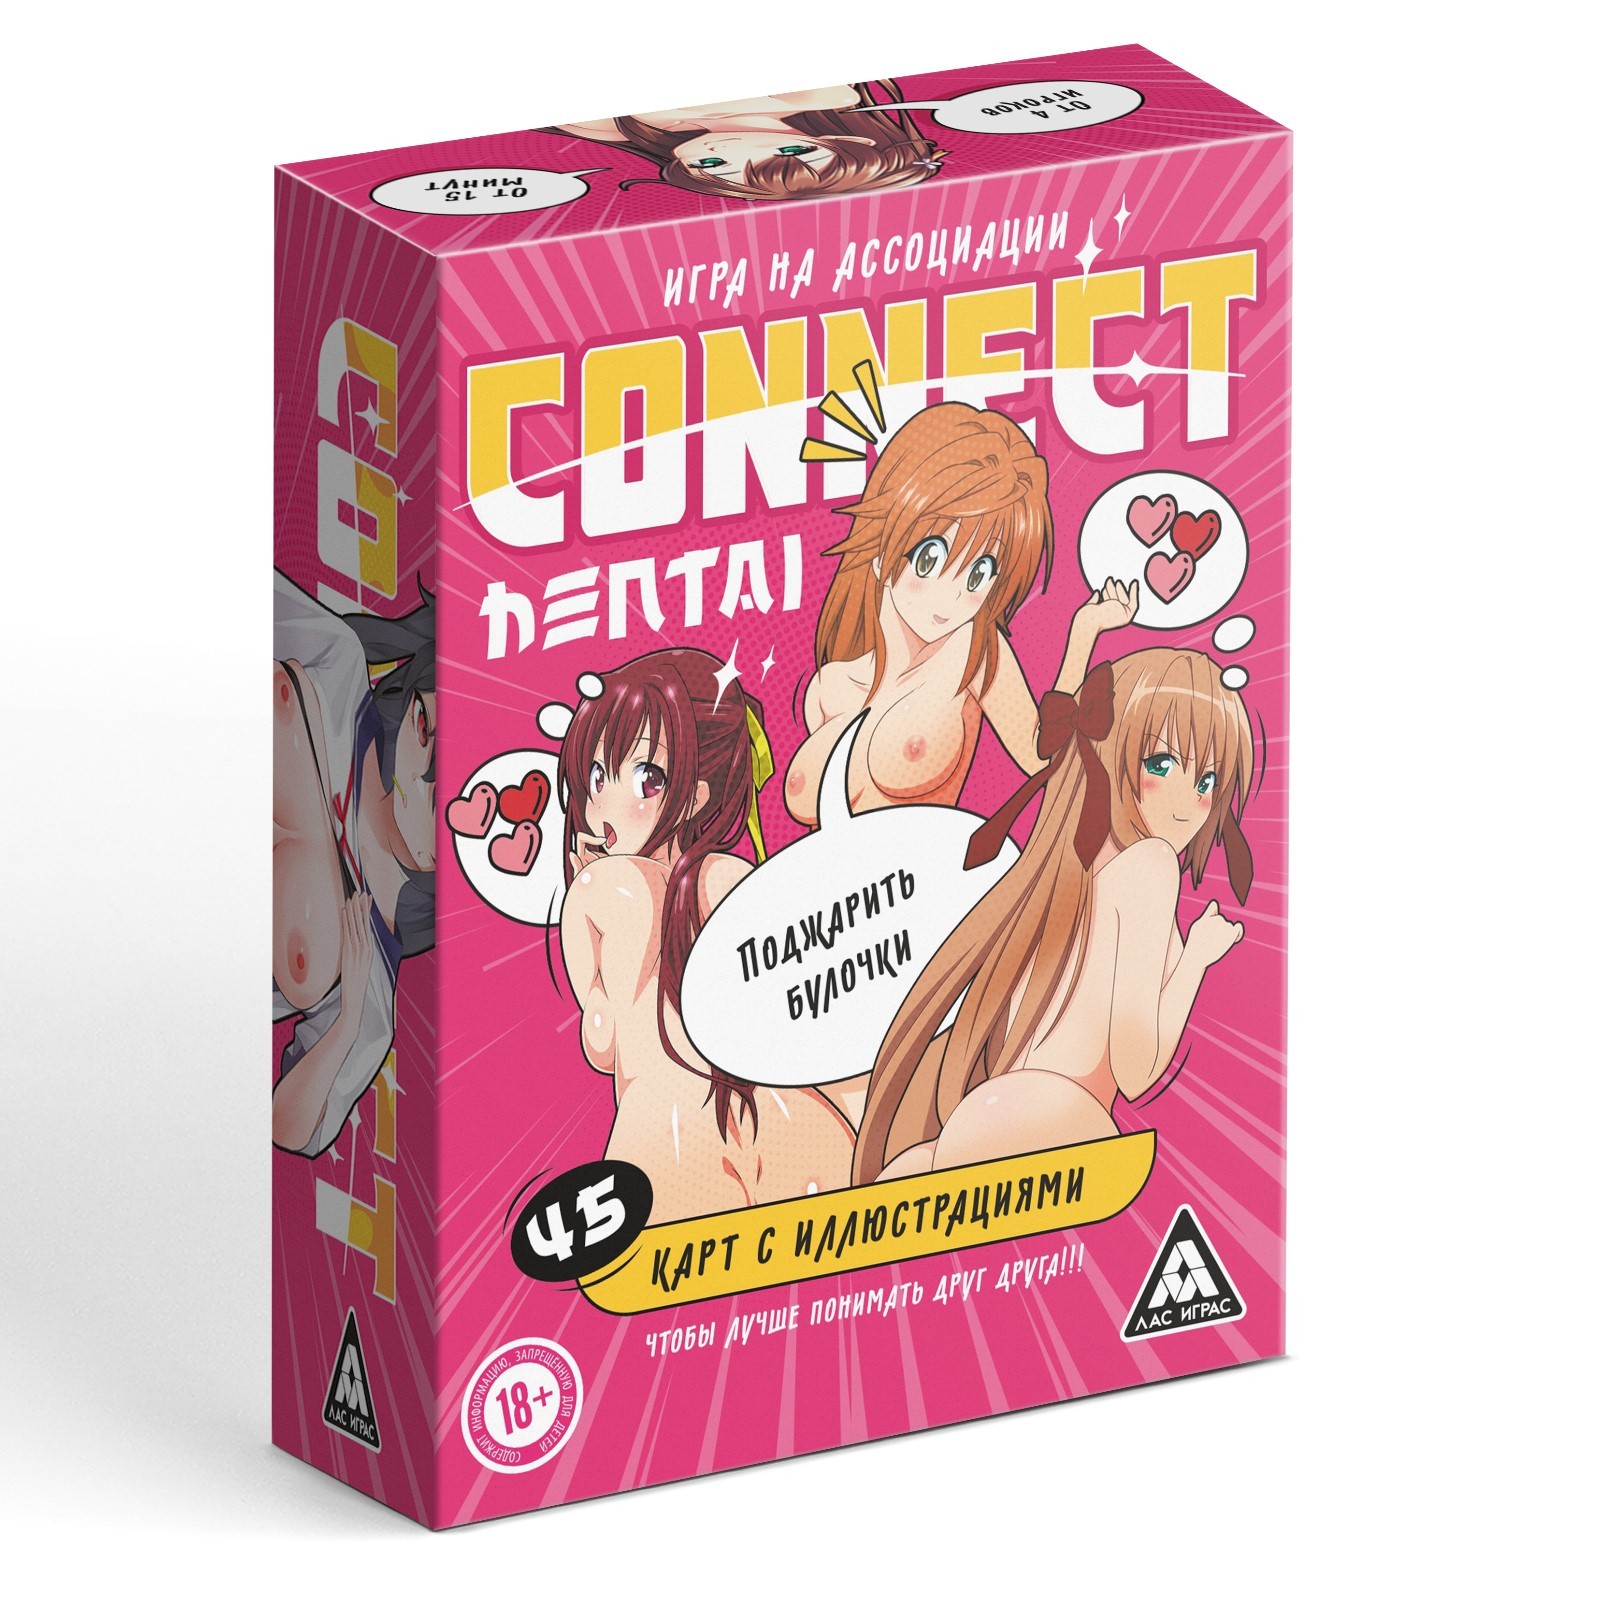 ОТ 15
МИНУТ
ОТ 4
ИГРОКОВ
ИГРА НА АССОЦИАЦИИ
CONNECT
HENTAI
ПОДЖАРИТЬ
БУЛОЧКИ
45
КАРТ С ИЛЛЮСТРАЦИЯМИ
ЧТОБЫ ЛУЧШЕ ПОНИМАТЬ ДРУГ ДРУГА!!!
ЛАС ИГРАС
18+
СОДЕРЖИТ ИНФОРМАЦИЮ, ЗАПРЕЩЕННУЮ ДЛЯ ДЕТЕЙ
ЛАС ИГРАС